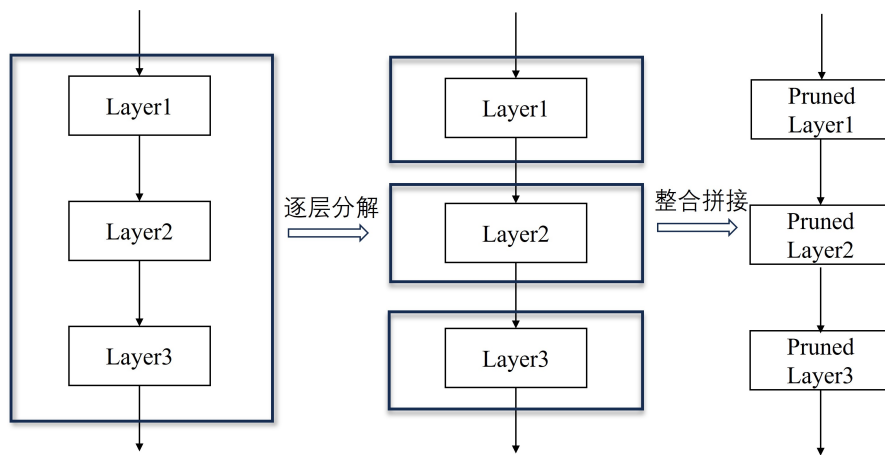 Layer1
Layer2
Layer3
逐层分解
Layer1
Layer2
Layer3
整合拼接
Pruned
Layer1
Pruned
Layer2
Pruned
Layer3